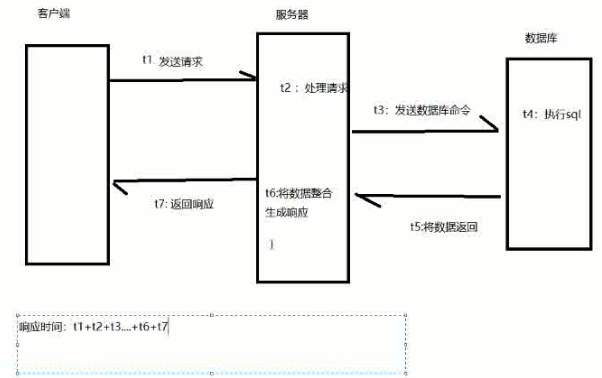 客户端
服务器
数据库
t1. 发送请求
t2 ：处理请求
t3：发送数据库命令
t4：执行sql
t6:将数据整合
生成响应
}
t7: 返回响应
t5:将数据返回
响应时间：t1+t2+t3....+t6+t7